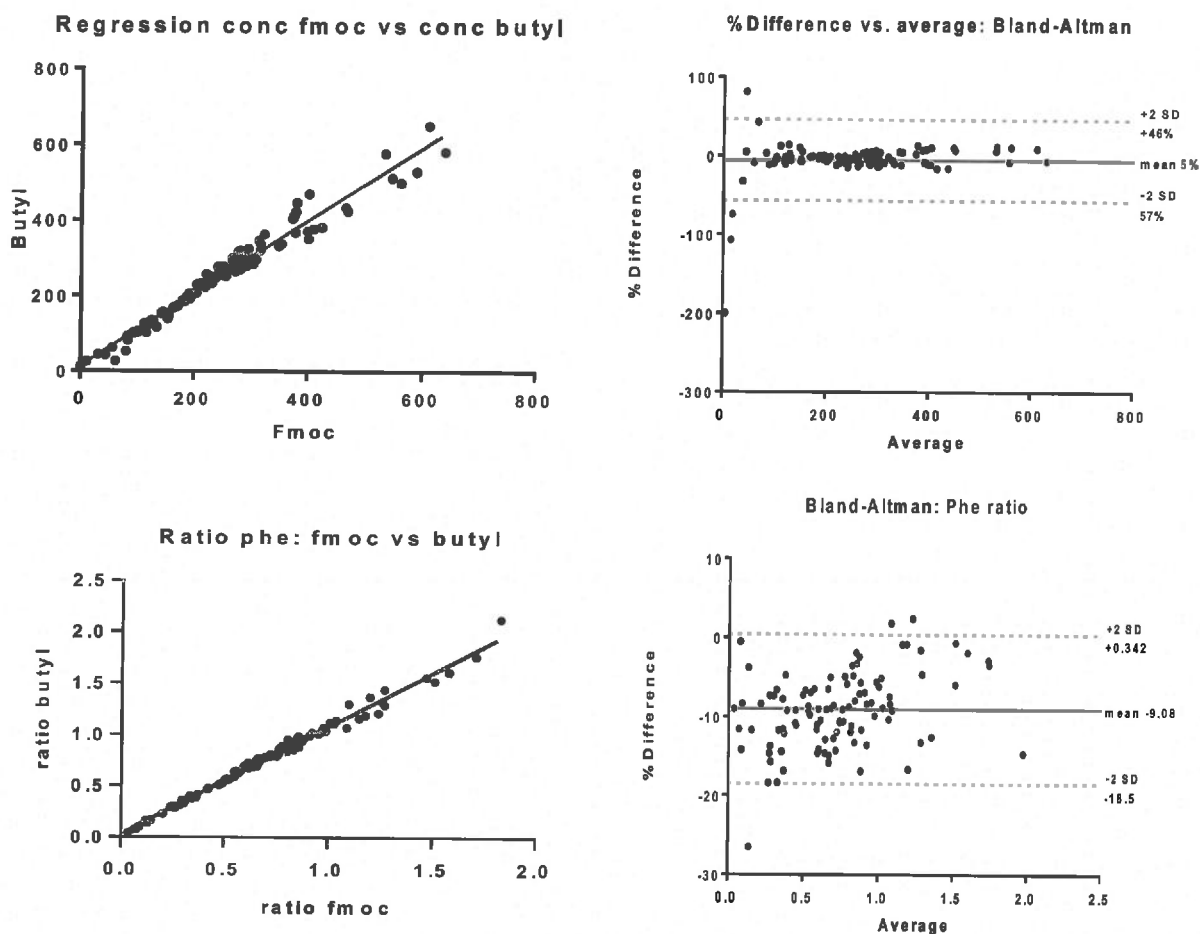 Regression conc fmoc vs conc butyl
800
600
400
200
0
Butyl
0 200 400 600 800
Fmoc
%Difference vs. average: Bland-Altman
100
0
-100
-200
-300
%Difference
+2 SD
+46%
mean 5%
-2 SD
57%
0 200 400 600 800
Average
Ratio phe: fmoc vs butyl
2.5
2.0
1.5
1.0
0.5
0.0
ratio butyl
0.0 0.5 1.0 1.5 2.0
ratio fmoc
Bland-Altman: Phe ratio
10
0
-10
-20
-30
%Difference
+2 SD
+0.342
mean -9.08
-2 SD
-18.5
0.0 0.5 1.0 1.5 2.0 2.5
Average